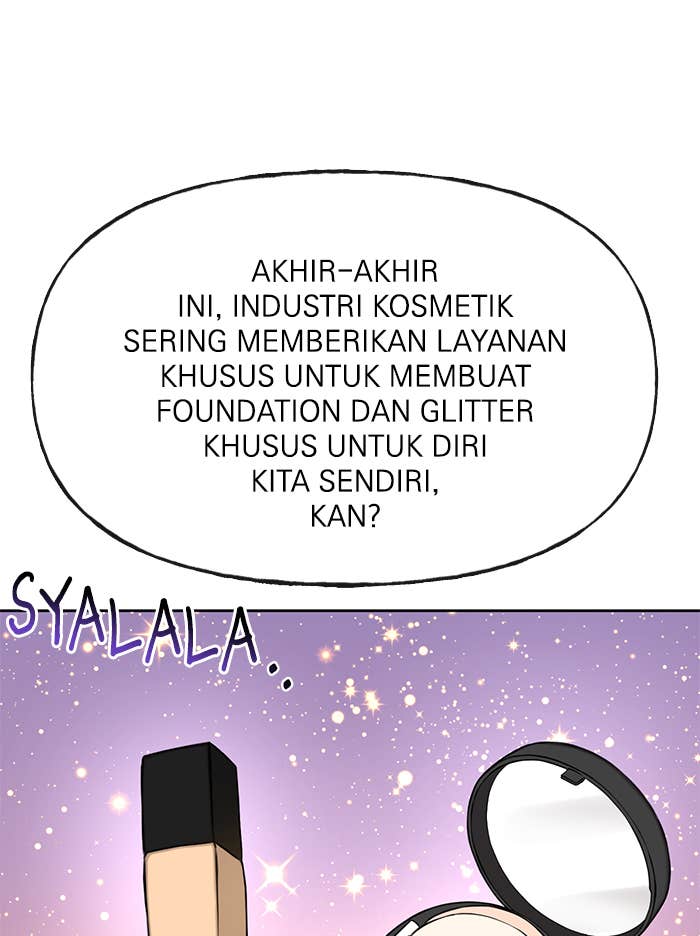 AKHIR-AKHIR
INI, INDUSTRI KOSMETIK
SERING MEMBERIKAN LAYANAN
KHUSUS UNTUK MEMBUAT
FOUNDATION DAN GLITTER
KHUSUS UNTUK DIRI
KITA SENDIRI,
KAN?
SYALALA..